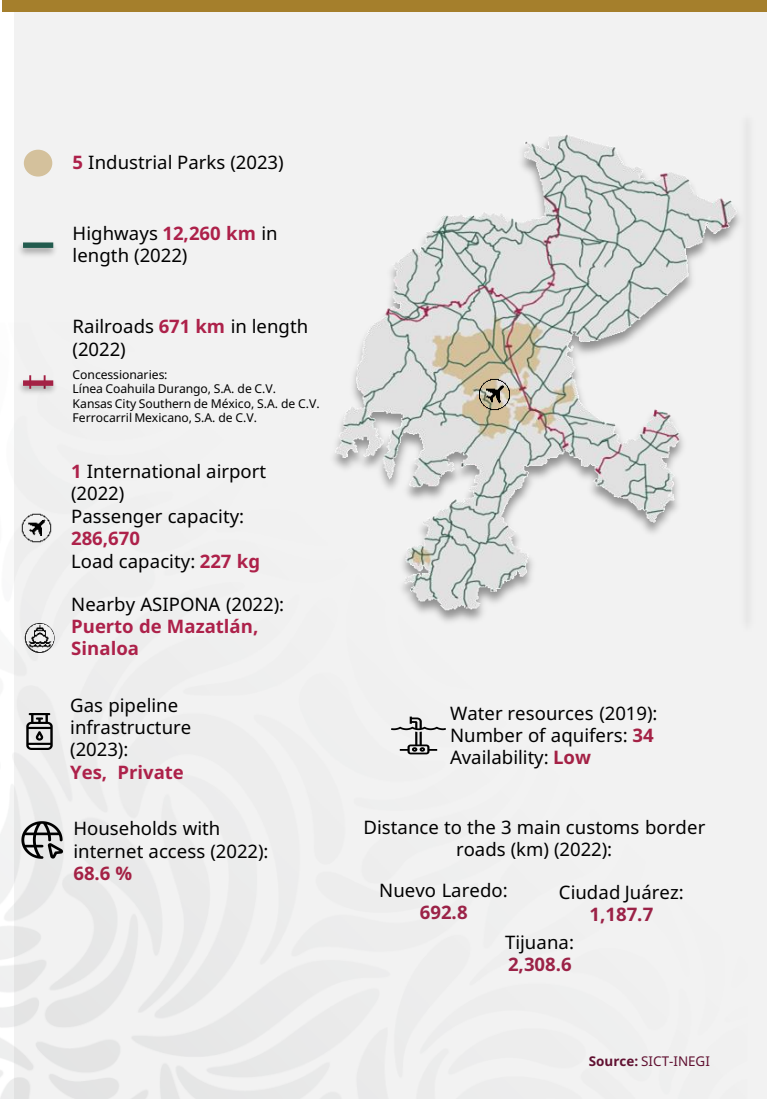 5 Industrial Parks (2023)
Highways 12,260 km in
length (2022)
Railroads 671 km in length
(2022)
Concessionaries:
Línea Coahuila Durango, S.A. de C.V.
Kansas City Southern de México, S.A. de C.V.
Ferrocarril Mexicano, S.A. de C.V.
1 International airport
(2022)
Passenger capacity:
286,670
Load capacity: 227 kg
Nearby ASIPONA (2022):
Puerto de Mazatlán,
Sinaloa
Gas pipeline
infrastructure
(2023):
Yes, Private
Households with
internet access (2022):
68.6 %
Water resources (2019):
Number of aquifers: 34
Availability: Low
Distance to the 3 main customs border
roads (km) (2022):
Nuevo Laredo:
692.8
Ciudad Juárez:
1,187.7
Tijuana:
2,308.6
Source: SICT-INEGI